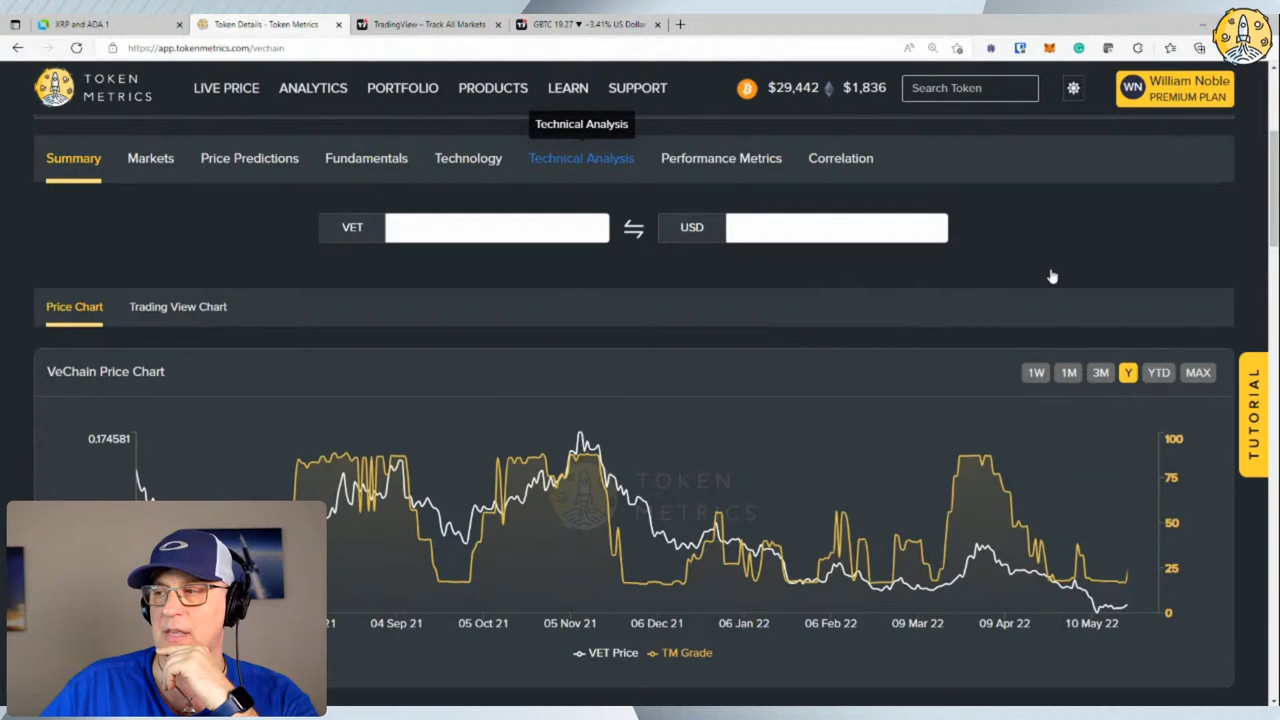 XRP and ADA 1
Token Details - Token Metrics
TradingView – Track All Markets
GBTC 19.27 ▼ -3.41% US Dollar
https://app.tokenmetrics.com/vechain
TOKEN METRICS
LIVE PRICE ANALYTICS PORTFOLIO PRODUCTS LEARN SUPPORT
$29,442 $1,836
Search Token
WN
William Noble
PREMIUM PLAN
Technical Analysis
Summary Markets Price Predictions Fundamentals Technology Technical Analysis Performance Metrics Correlation
VET USD
Price Chart Trading View Chart
VeChain Price Chart
1W 1M 3M Y YTD MAX
TUTORIAL
0.174581
100
75
50
25
0
TOKEN METRICS
21 04 Sep 21 05 Oct 21 05 Nov 21 06 Dec 21 06 Jan 22 06 Feb 22 09 Mar 22 09 Apr 22 10 May 22
VET Price TM Grade